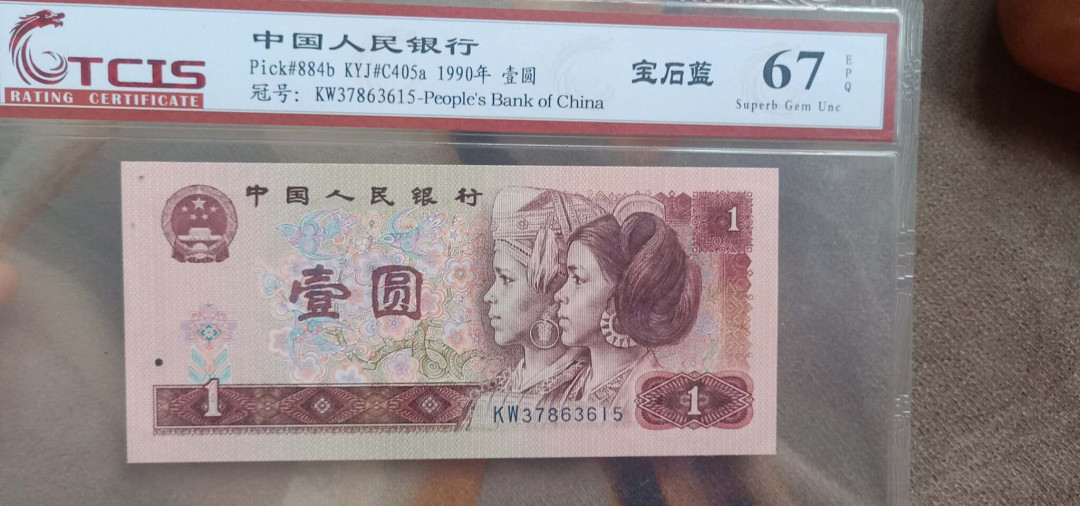 TCIS
RATING CERTIFICATE
中国人民银行
Pick#884b KYJ#C405a 1990年 壹圆
冠号: KW37863615-People's Bank of China
宝石蓝
67
EPQ
Superb Gem Unc
中国人民银行
1
壹圆
1
KW37863615
1